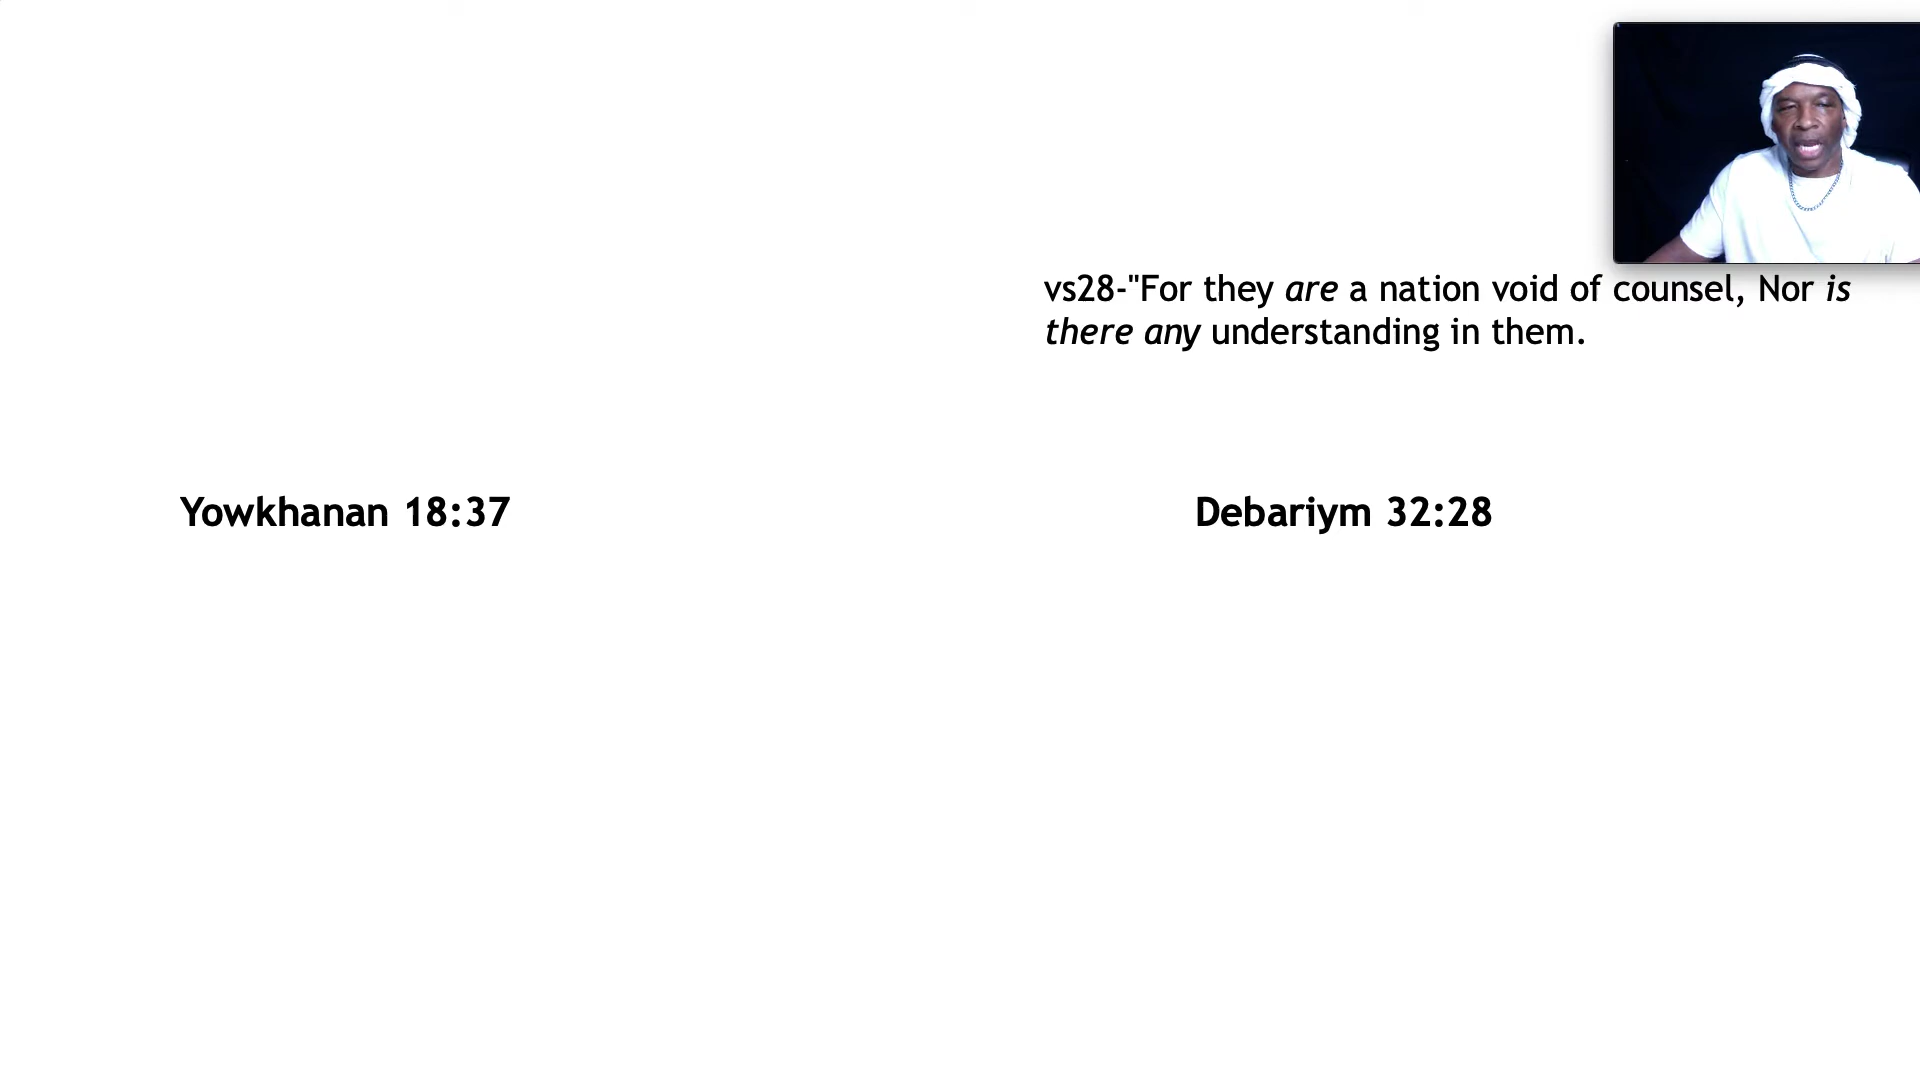 vs28-"For they are a nation void of counsel, Nor is
there any understanding in them.
Yowkhanan 18:37
Debariym 32:28